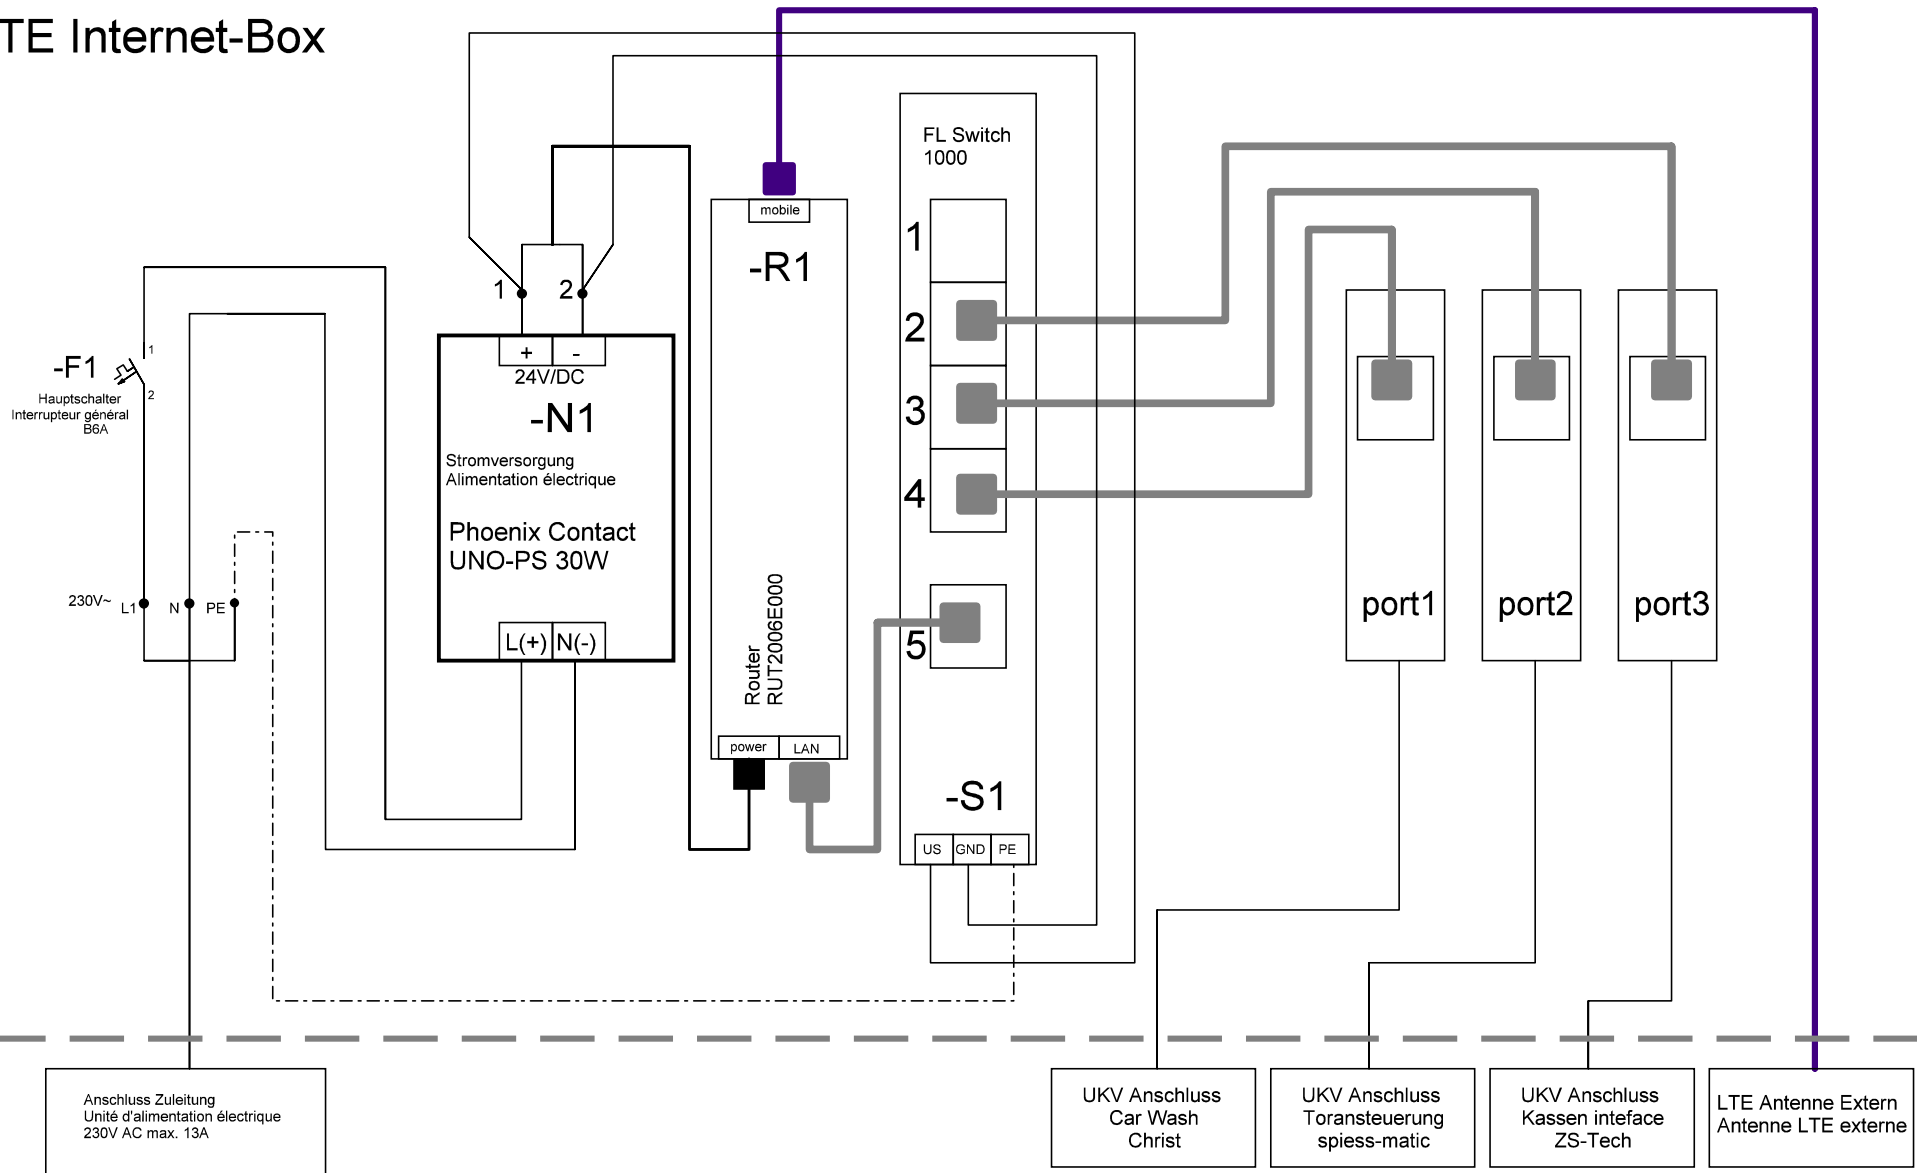 TE Internet-Box
FL Switch
1000
mobile
-R1
1
2
3
4
5
1
2
+
-
24V/DC
-N1
Stromversorgung
Alimentation électrique
Phoenix Contact
UNO-PS 30W
L(+)
N(-)
-F1
1
2
Hauptschalter
Interrupteur général
B6A
230V~
L1
N
PE
Router
RUT2006E000
power
LAN
-S1
US
GND
PE
port1
port2
port3
Anschluss Zuleitung
Unité d'alimentation électrique
230V AC max. 13A
UKV Anschluss
Car Wash
Christ
UKV Anschluss
Toransteuerung
spiess-matic
UKV Anschluss
Kassen inteface
ZS-Tech
LTE Antenne Extern
Antenne LTE externe